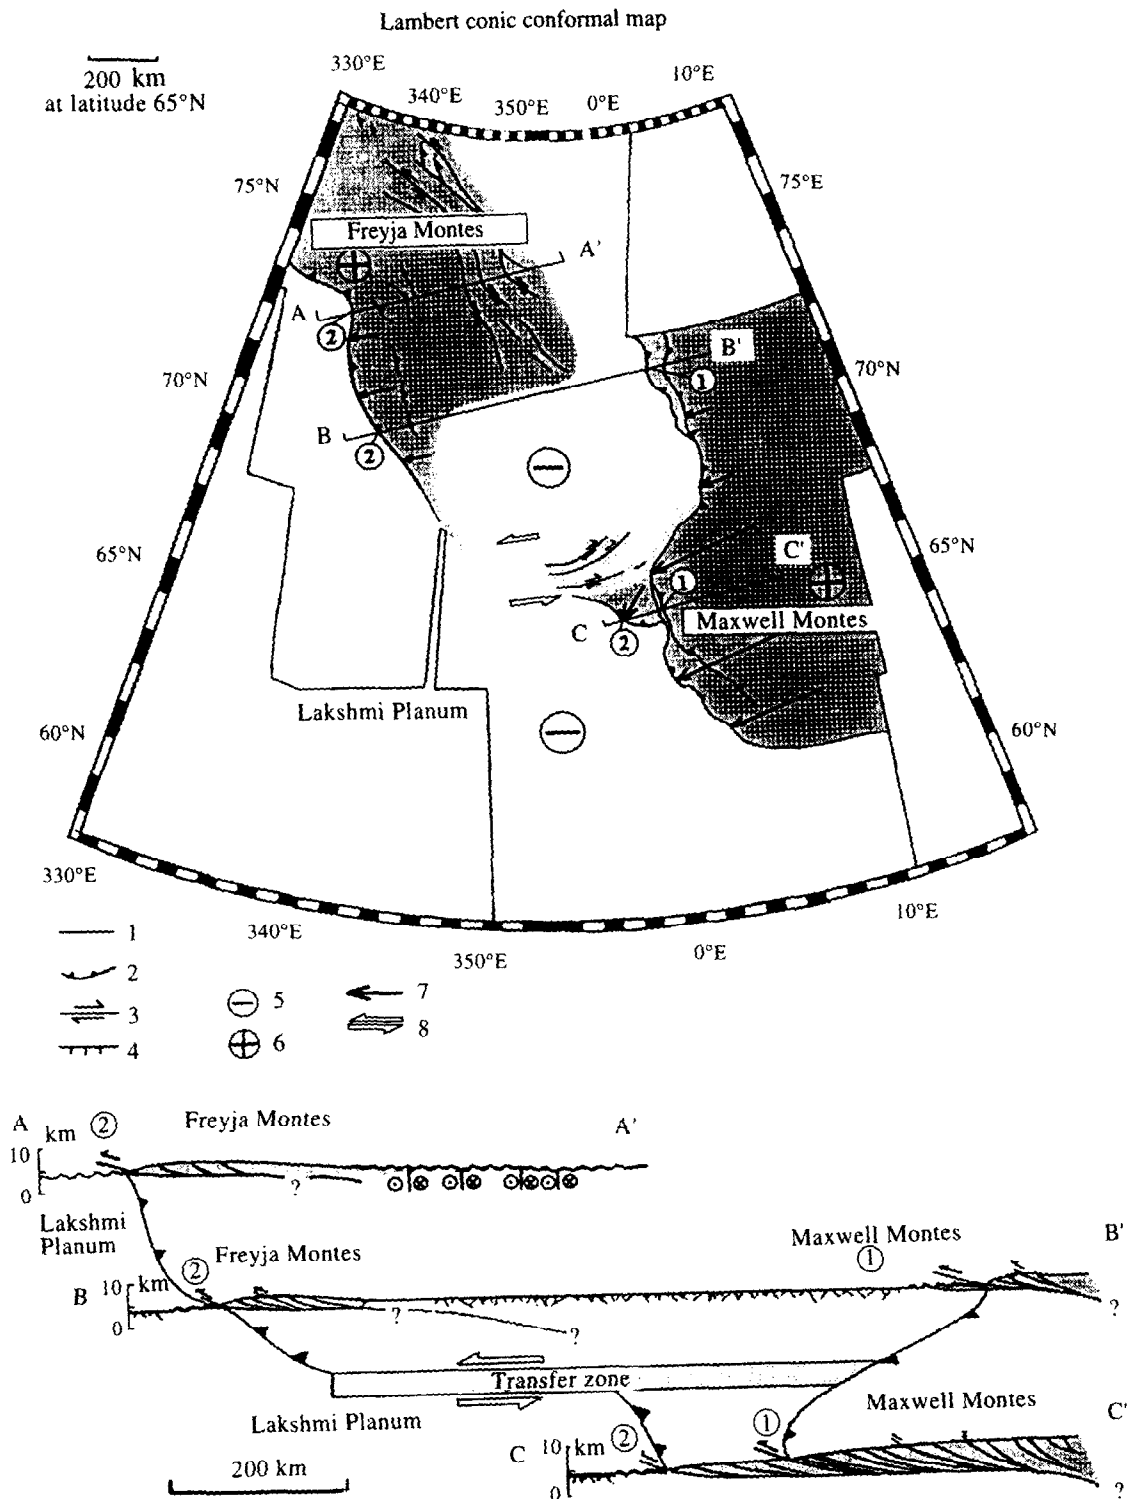 Lambert conic conformal map
200 km
at latitude 65°N
330°E
340°E
350°E
0°E
10°E
75°N
75°E
Freyja Montes
A'
A
2
B'
70°N
1
70°N
B
2
65°N
C'
65°N
1
C
2
Maxwell Montes
Lakshmi Planum
60°N
60°N
330°E
340°E
350°E
0°E
10°E
1
2
3
4
5
6
7
8
A
2
Freyja Montes
A'
km
10
0
?
Lakshmi
Planum
Freyja Montes
Maxwell Montes
B'
2
1
B
10
km
0
?
?
?
Transfer zone
Lakshmi Planum
Maxwell Montes
C'
1
2
C
10
km
0
?
200 km